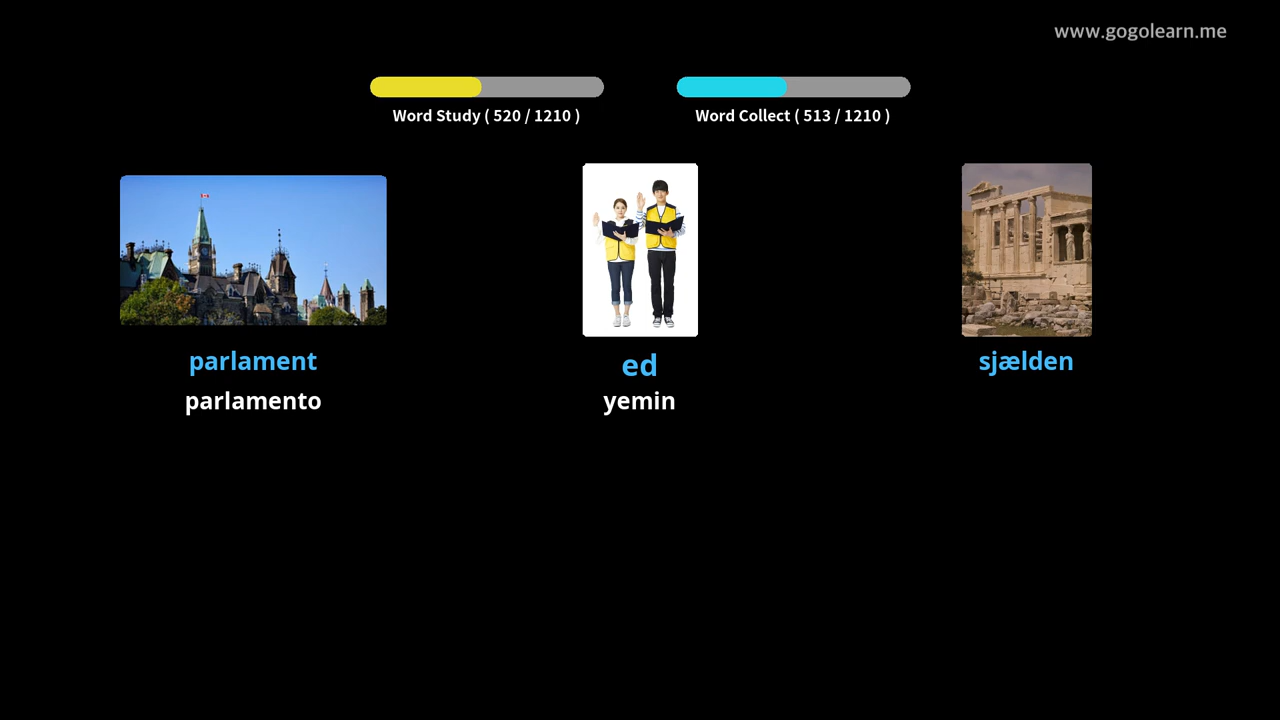 www.gogolearn.me
Word Study ( 520 / 1210 )
Word Collect ( 513 / 1210 )
parlament
parlamento
ed
yemin
sjælden